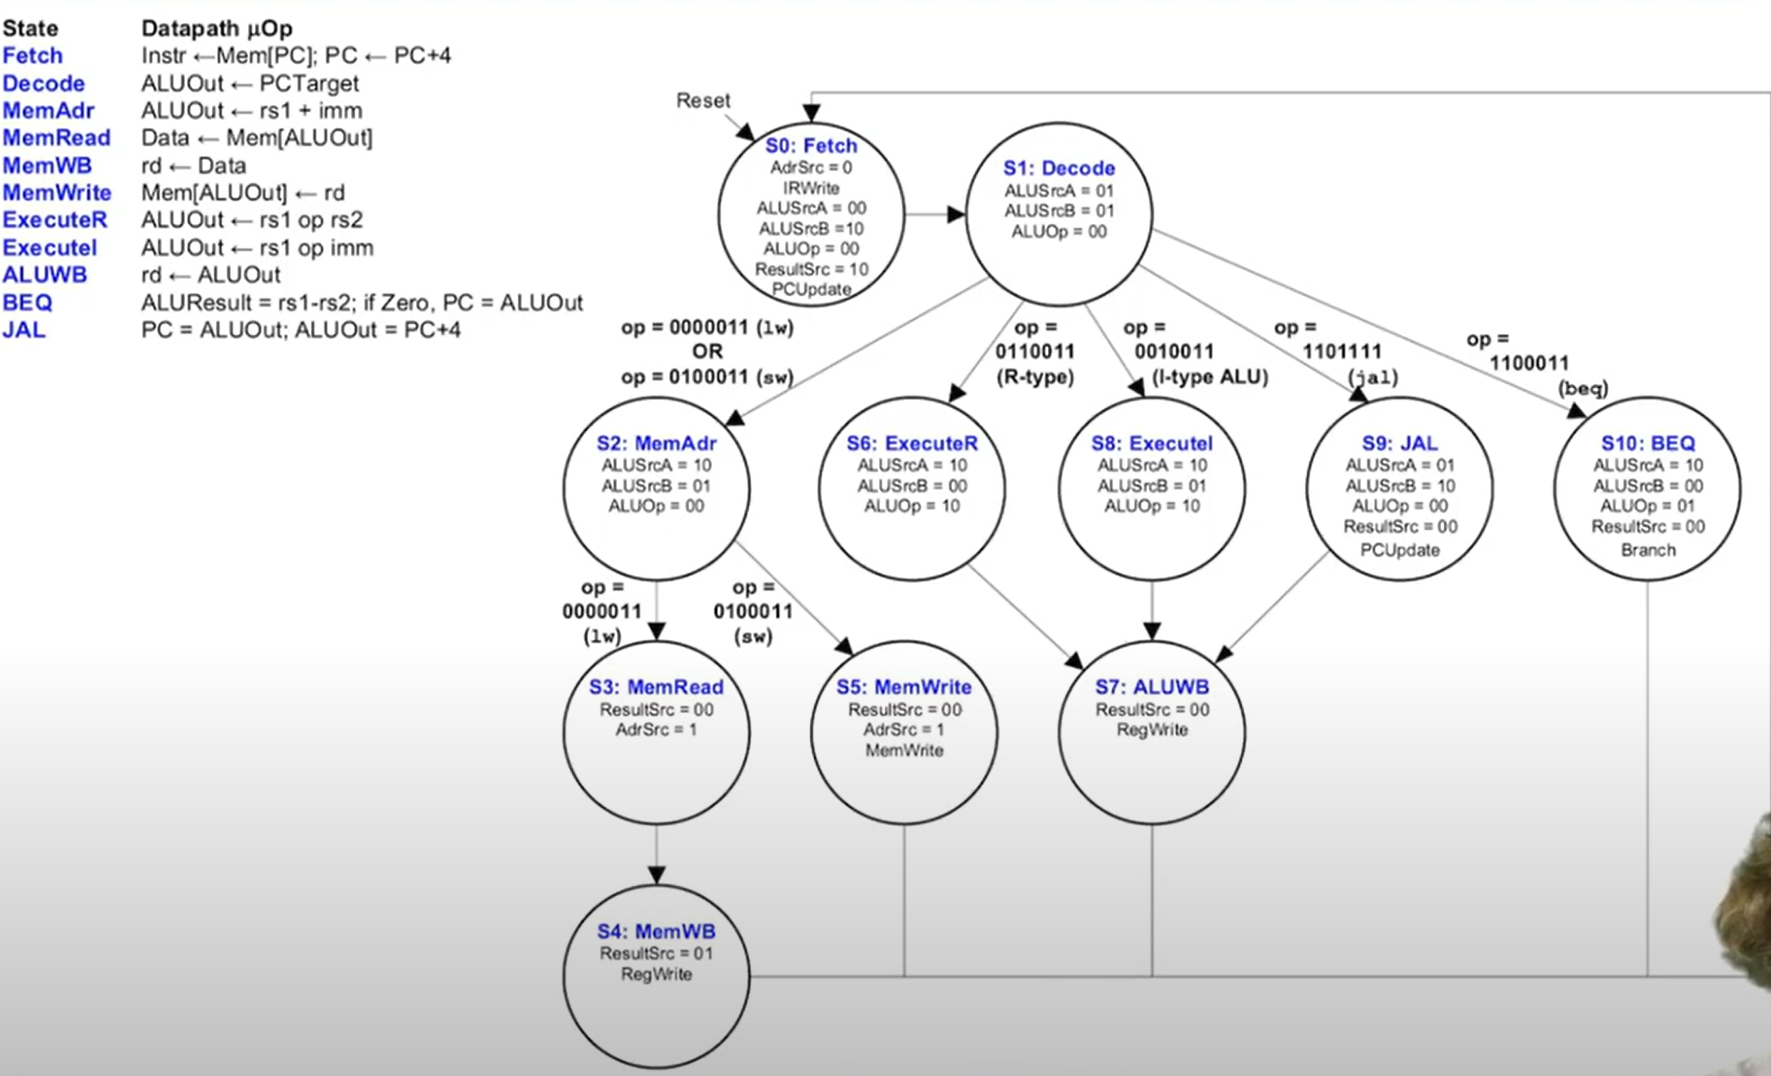 State Datapath µOp
Fetch Instr ←Mem[PC]; PC ← PC+4
Decode ALUOut ← PCTarget
MemAdr ALUOut ← rs1 + imm
MemRead Data ← Mem[ALUOut]
MemWB rd ← Data
MemWrite Mem[ALUOut] ← rd
ExecuteR ALUOut ← rs1 op rs2
ExecuteI ALUOut ← rs1 op imm
ALUWB rd ← ALUOut
BEQ ALUResult = rs1-rs2; if Zero, PC = ALUOut
JAL PC = ALUOut; ALUOut = PC+4
Reset
S0: Fetch
AdrSrc = 0
IRWrite
ALUSrcA = 00
ALUSrcB =10
ALUOp = 00
ResultSrc = 10
PCUpdate
S1: Decode
ALUSrcA = 01
ALUSrcB = 01
ALUOp = 00
op = 0000011 (lw)
OR
op = 0100011 (sw)
op =
0110011
(R-type)
op =
0010011
(I-type ALU)
op =
1101111
(jal)
op =
1100011
(beq)
S2: MemAdr
ALUSrcA = 10
ALUSrcB = 01
ALUOp = 00
S6: ExecuteR
ALUSrcA = 10
ALUSrcB = 00
ALUOp = 10
S8: ExecuteI
ALUSrcA = 10
ALUSrcB = 01
ALUOp = 10
S9: JAL
ALUSrcA = 01
ALUSrcB = 10
ALUOp = 00
ResultSrc = 00
PCUpdate
S10: BEQ
ALUSrcA = 10
ALUSrcB = 00
ALUOp = 01
ResultSrc = 00
Branch
op =
0000011
(lw)
op =
0100011
(sw)
S3: MemRead
ResultSrc = 00
AdrSrc = 1
S5: MemWrite
ResultSrc = 00
AdrSrc = 1
MemWrite
S7: ALUWB
ResultSrc = 00
RegWrite
S4: MemWB
ResultSrc = 01
RegWrite